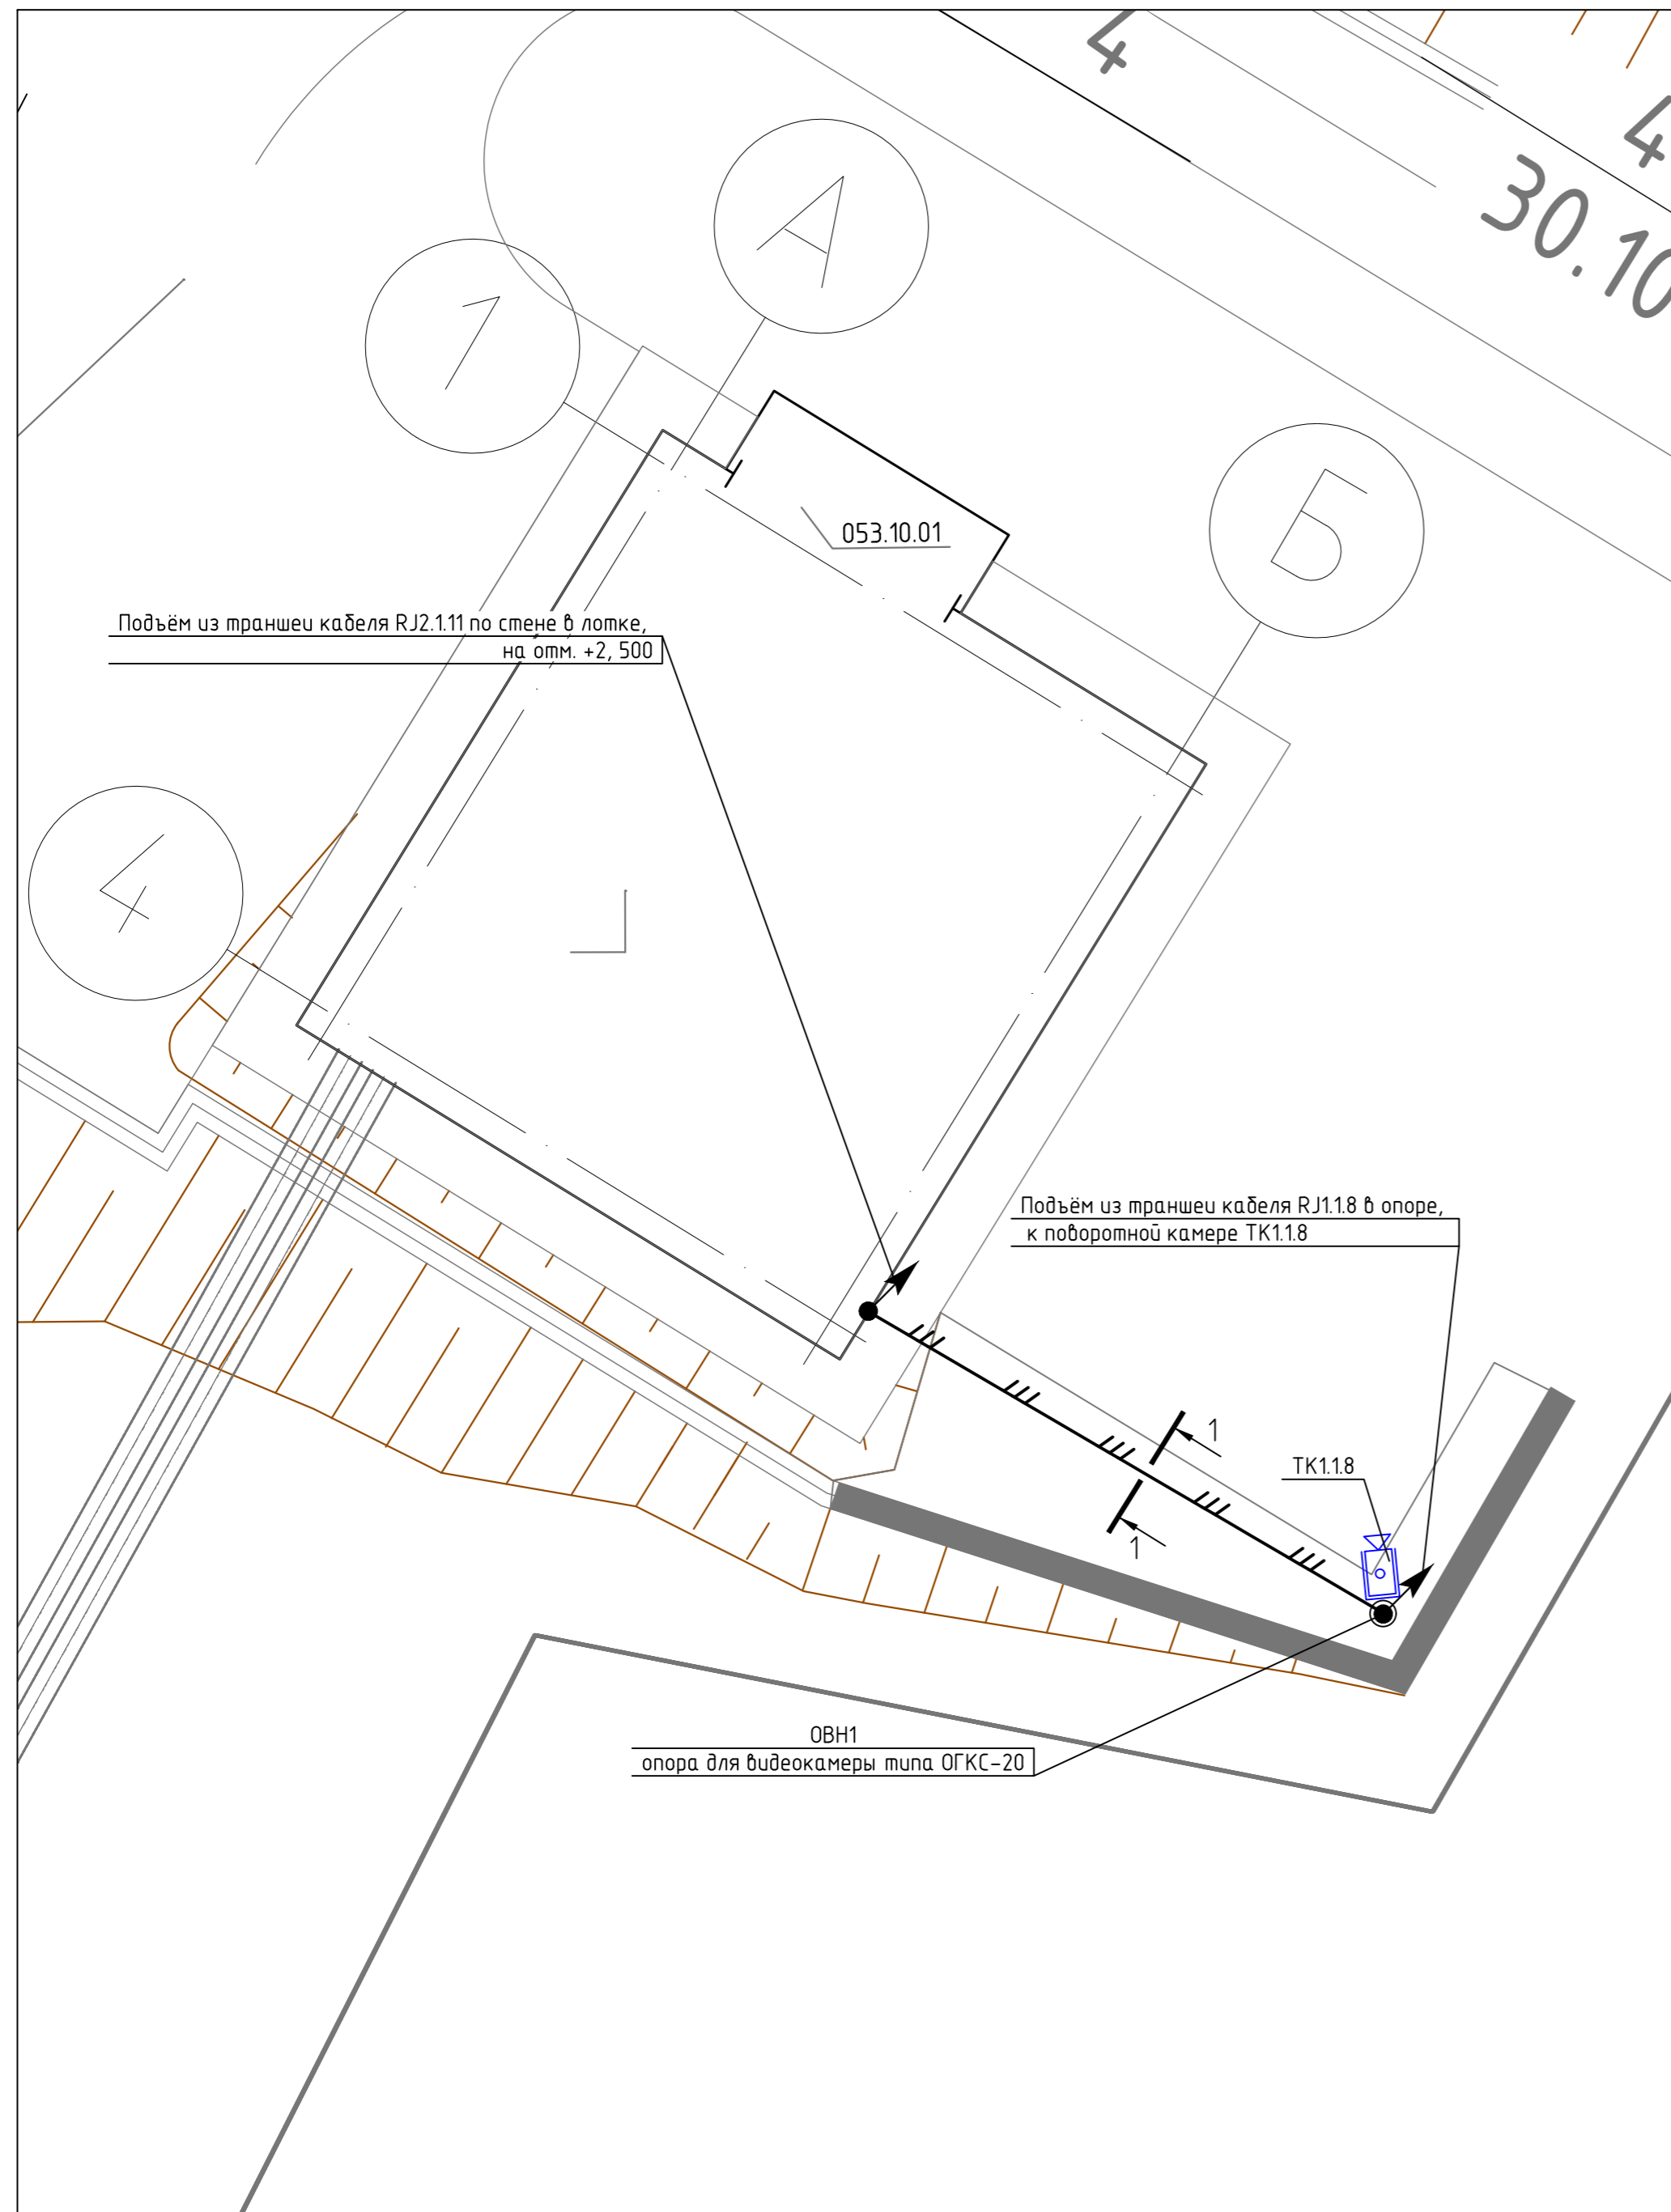 4
4
30.10
А
1
Б
053.10.01
Подъём из траншеи кабеля RJ2.1.11 по стене в лотке,
на отм. +2, 500
4
Подъём из траншеи кабеля RJ1.1.8 в опоре,
к поворотной камере ТК1.1.8
1
ТК1.1.8
1
ОВН1
опора для видеокамеры типа ОГКС-20